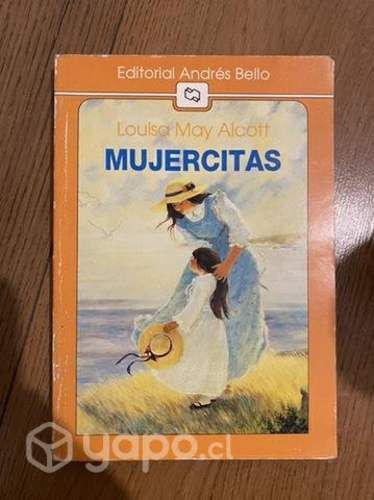 Editorial Andrés Bello
Louisa May Alcott
MUJERCITAS
yapo.cl